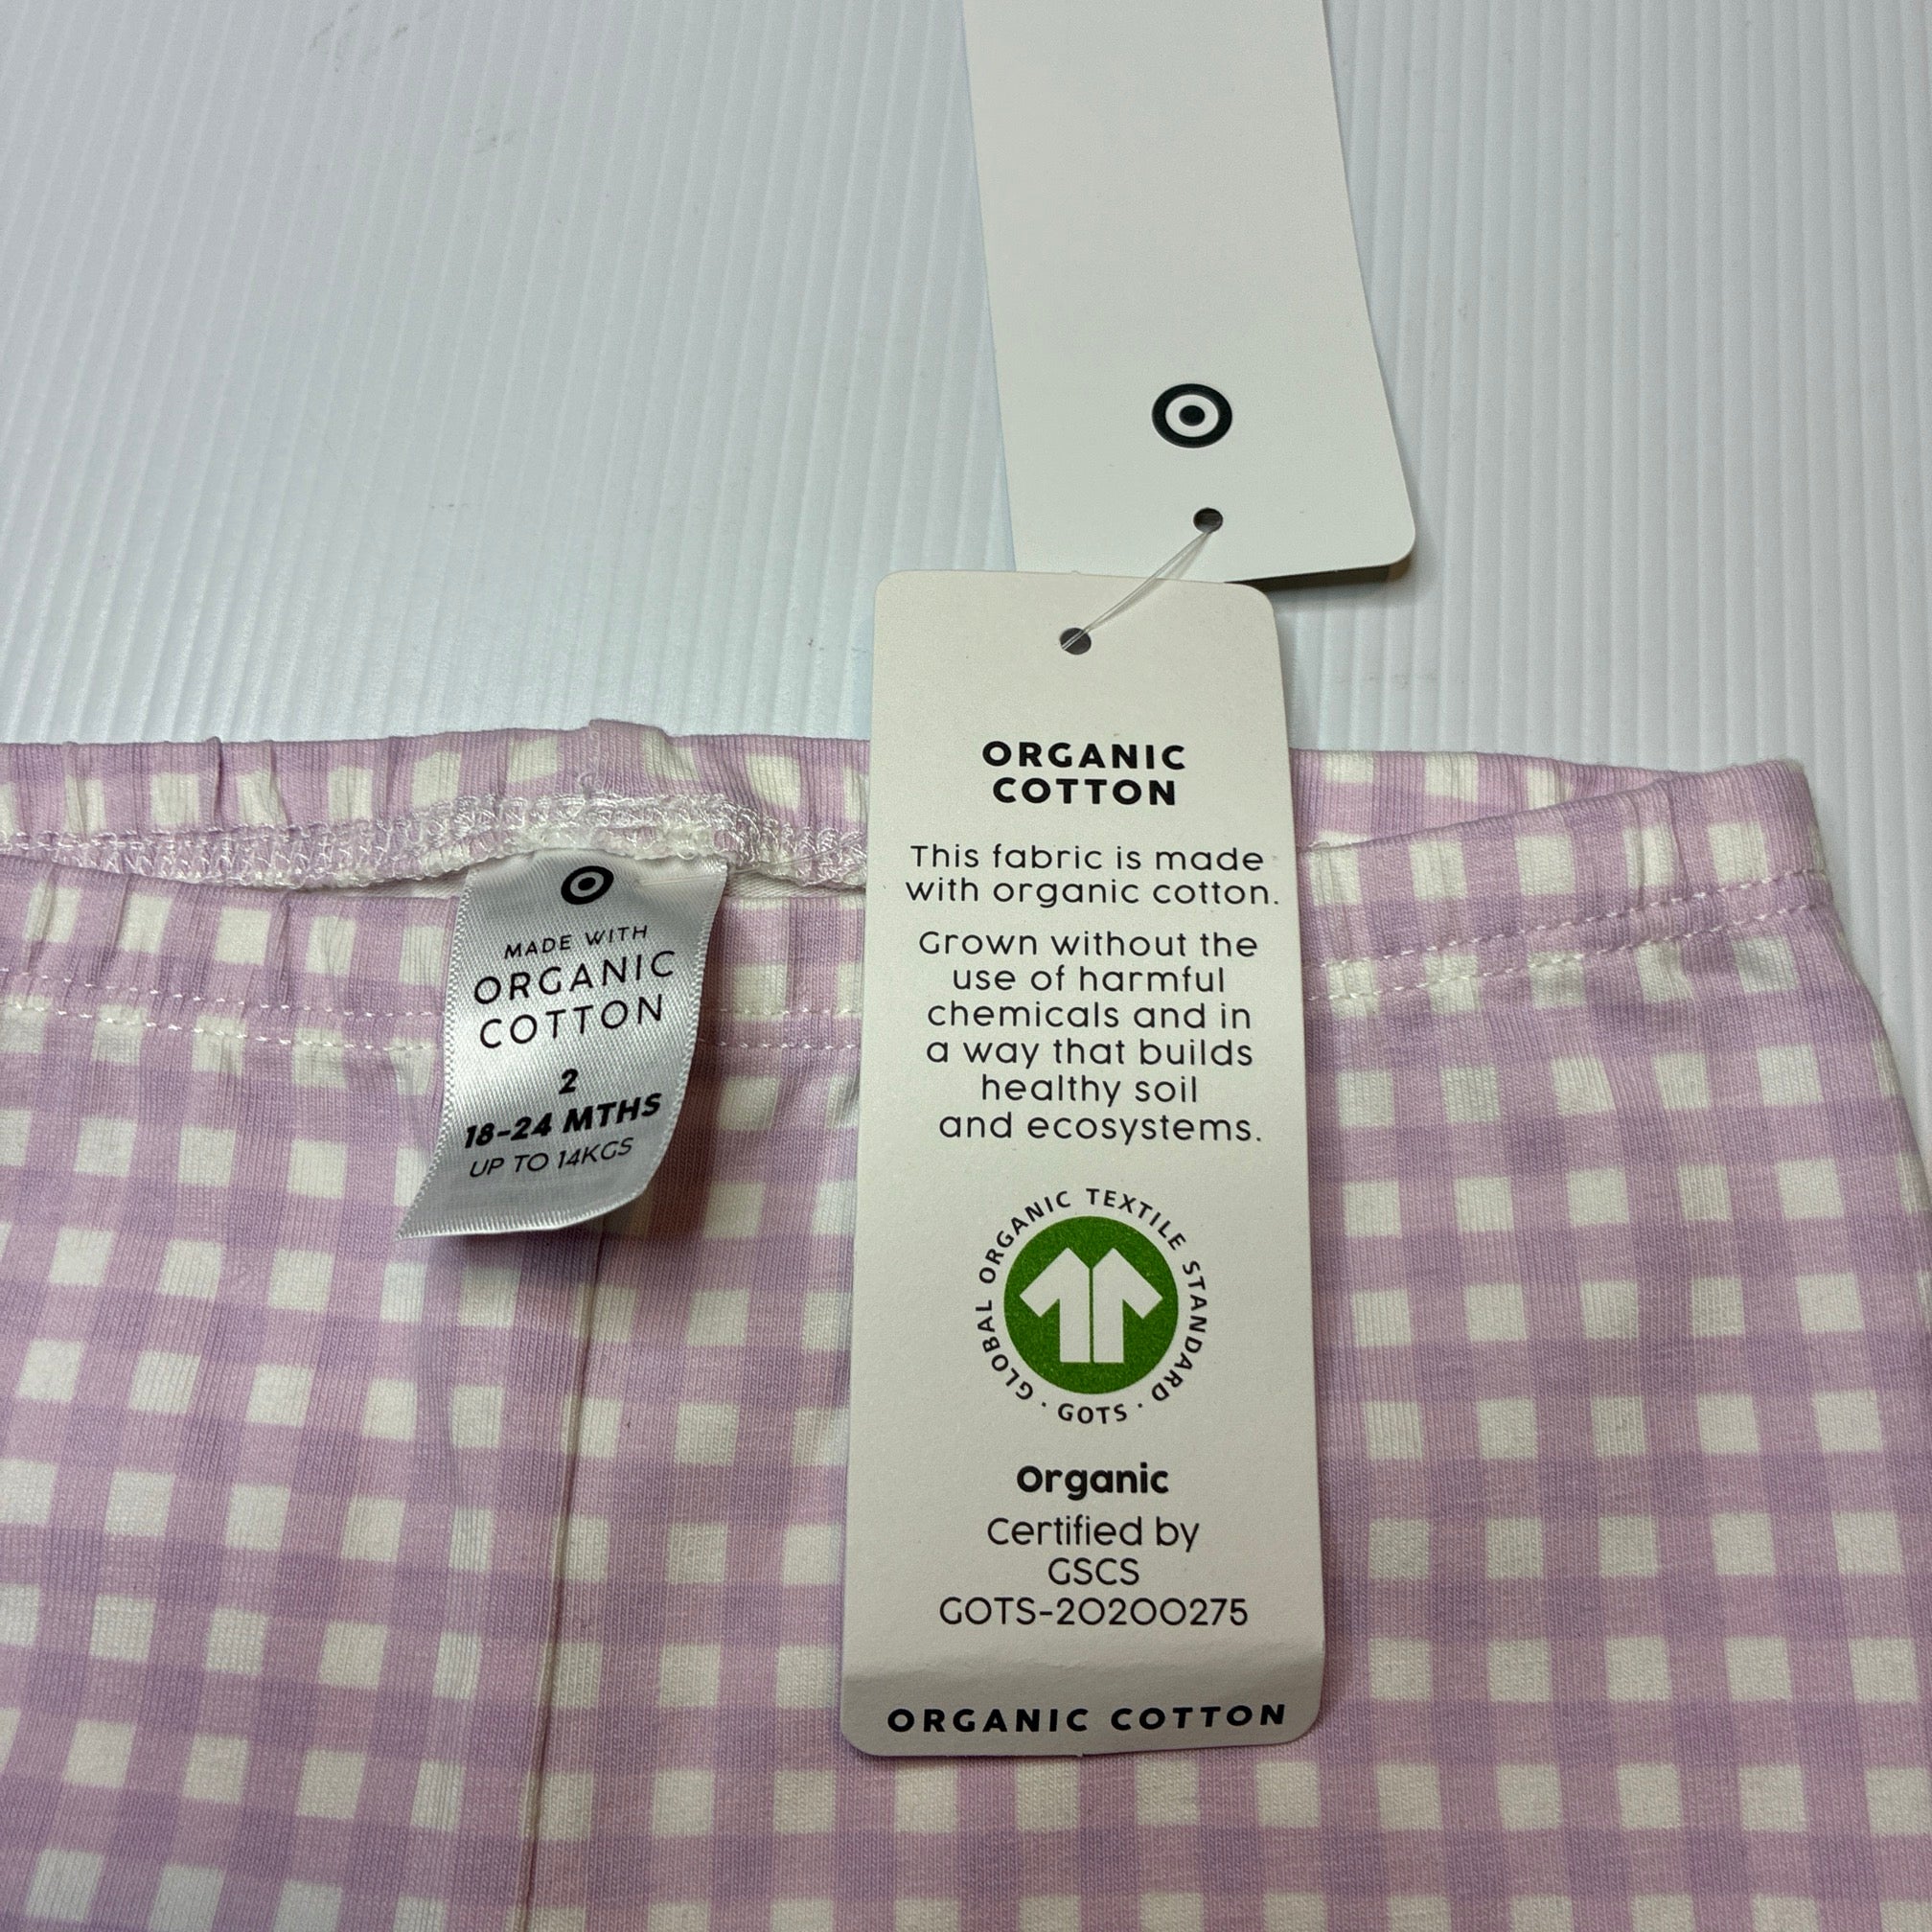 ORGANIC
COTTON
This fabric is made
with organic cotton.
Grown without the
use of harmful
chemicals and in
a way that builds
healthy soil
and ecosystems.
GLOBAL ORGANIC TEXTILE STANDARD · GOTS ·
Organic
Certified by
GSCS
GOTS-20200275
ORGANIC COTTON
MADE WITH
ORGANIC
COTTON
2
18-24 MTHS
UP TO 14KGS